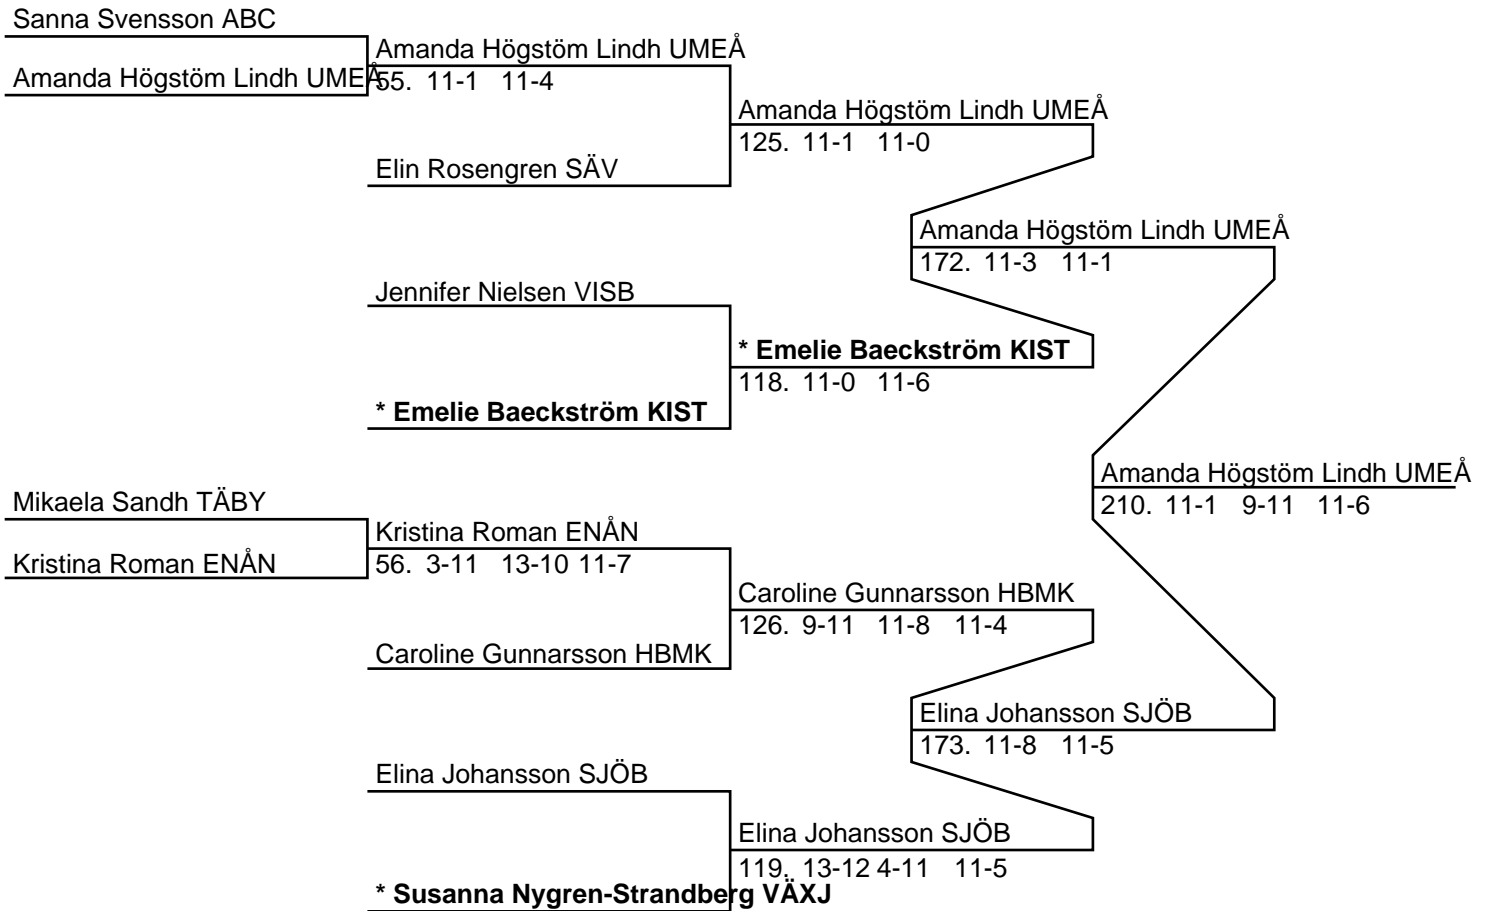 Sanna Svensson ABC
Amanda Högstöm Lindh UMEÅ
Amanda Högstöm Lindh UMEÅ
55. 11-1 11-4
Amanda Högstöm Lindh UMEÅ
125. 11-1 11-0
Elin Rosengren SÄV
Amanda Högstöm Lindh UMEÅ
172. 11-3 11-1
Jennifer Nielsen VISB
* Emelie Baeckström KIST
118. 11-0 11-6
* Emelie Baeckström KIST
Amanda Högstöm Lindh UMEÅ
210. 11-1 9-11 11-6
Mikaela Sandh TÄBY
Kristina Roman ENÅN
Kristina Roman ENÅN
56. 3-11 13-10 11-7
Caroline Gunnarsson HBMK
126. 9-11 11-8 11-4
Caroline Gunnarsson HBMK
Elina Johansson SJÖB
173. 11-8 11-5
Elina Johansson SJÖB
Elina Johansson SJÖB
119. 13-12 4-11 11-5
* Susanna Nygren-Strandberg VÄXJ